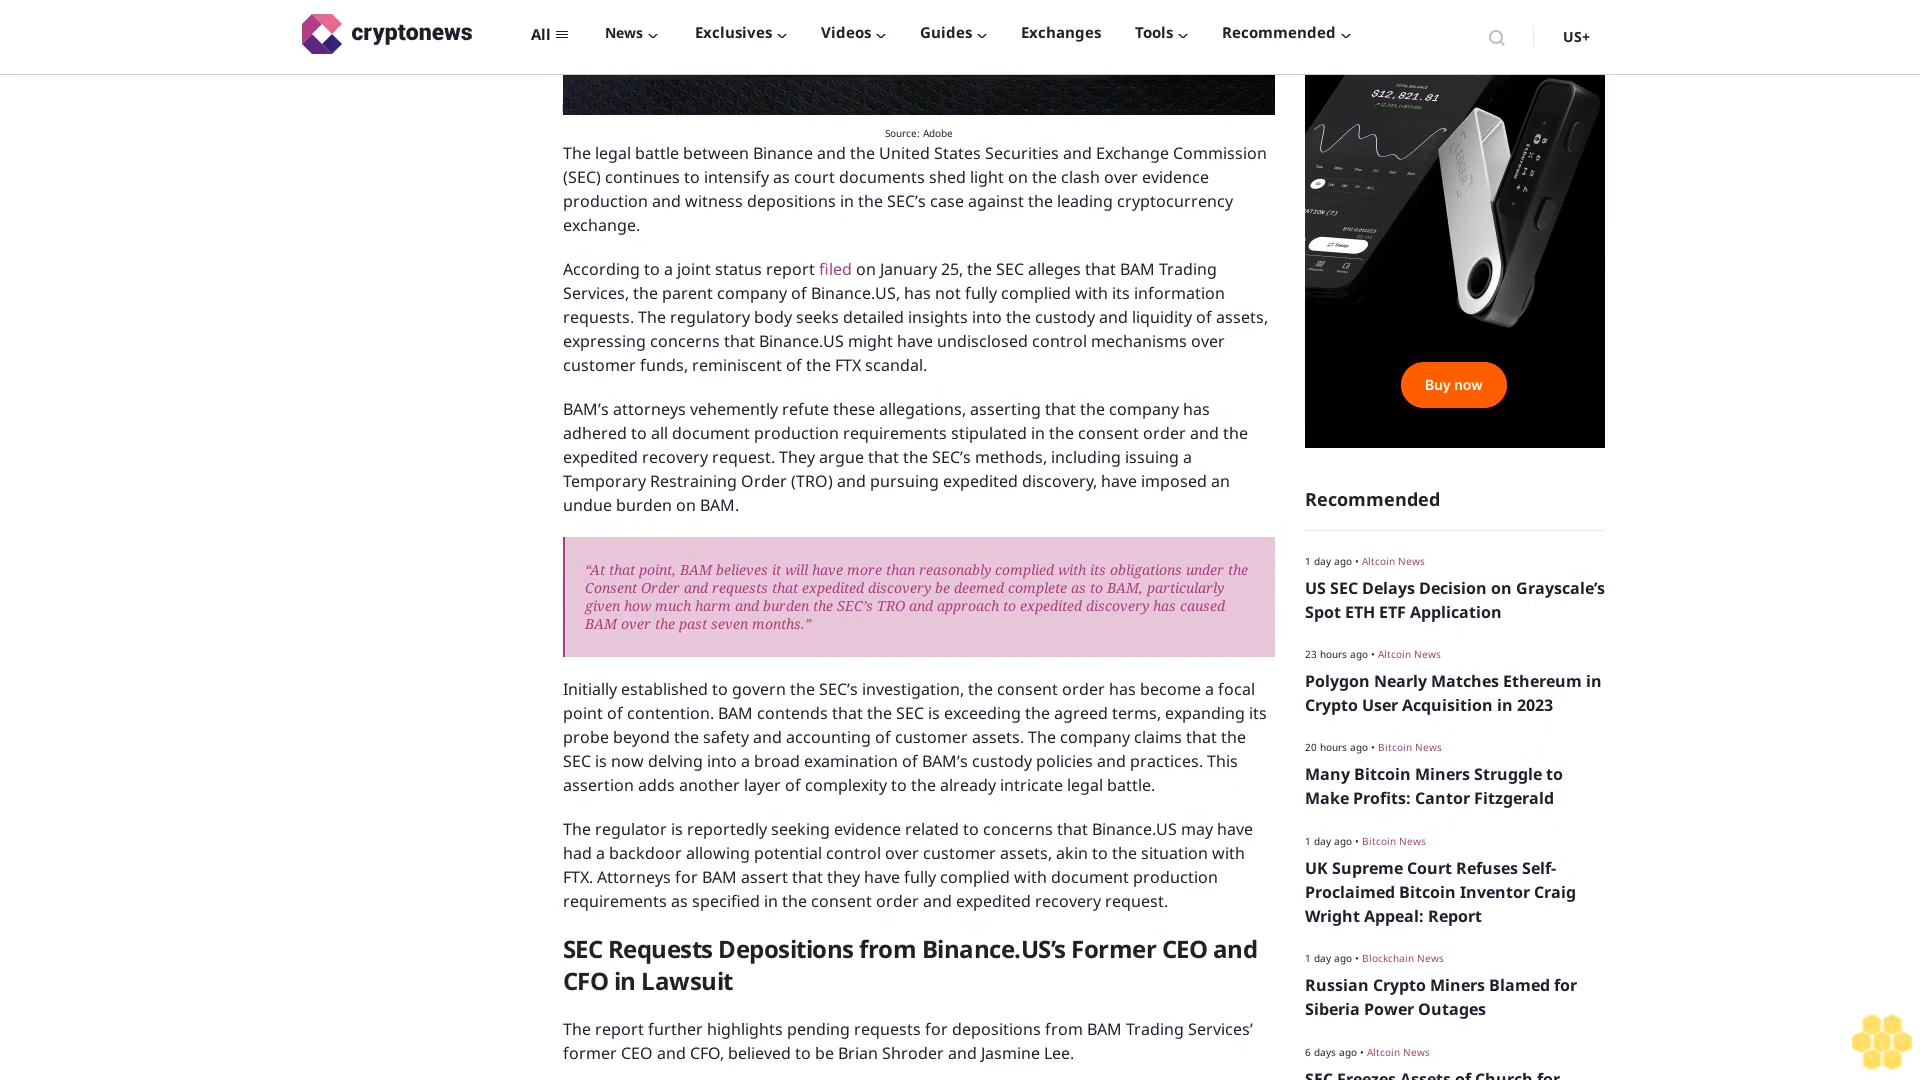 cryptonews
All
News
Exclusives
Videos
Guides
Exchanges
Tools
Recommended
US+
Source: Adobe
The legal battle between Binance and the United States Securities and Exchange Commission
(SEC) continues to intensify as court documents shed light on the clash over evidence
production and witness depositions in the SEC’s case against the leading cryptocurrency
exchange.
According to a joint status report filed on January 25, the SEC alleges that BAM Trading
Services, the parent company of Binance.US, has not fully complied with its information
requests. The regulatory body seeks detailed insights into the custody and liquidity of assets,
expressing concerns that Binance.US might have undisclosed control mechanisms over
customer funds, reminiscent of the FTX scandal.
BAM’s attorneys vehemently refute these allegations, asserting that the company has
adhered to all document production requirements stipulated in the consent order and the
expedited recovery request. They argue that the SEC’s methods, including issuing a
Temporary Restraining Order (TRO) and pursuing expedited discovery, have imposed an
undue burden on BAM.
“At that point, BAM believes it will have more than reasonably complied with its obligations under the
Consent Order and requests that expedited discovery be deemed complete as to BAM, particularly
given how much harm and burden the SEC’s TRO and approach to expedited discovery has caused
BAM over the past seven months.”
Initially established to govern the SEC’s investigation, the consent order has become a focal
point of contention. BAM contends that the SEC is exceeding the agreed terms, expanding its
probe beyond the safety and accounting of customer assets. The company claims that the
SEC is now delving into a broad examination of BAM’s custody policies and practices. This
assertion adds another layer of complexity to the already intricate legal battle.
The regulator is reportedly seeking evidence related to concerns that Binance.US may have
had a backdoor allowing potential control over customer assets, akin to the situation with
FTX. Attorneys for BAM assert that they have fully complied with document production
requirements as specified in the consent order and expedited recovery request.
SEC Requests Depositions from Binance.US’s Former CEO and
CFO in Lawsuit
The report further highlights pending requests for depositions from BAM Trading Services’
former CEO and CFO, believed to be Brian Shroder and Jasmine Lee.
TOTAL BALANCE
$12,821.81
Swap
LEDGER
Buy now
Recommended
1 day ago • Altcoin News
US SEC Delays Decision on Grayscale’s
Spot ETH ETF Application
23 hours ago • Altcoin News
Polygon Nearly Matches Ethereum in
Crypto User Acquisition in 2023
20 hours ago • Bitcoin News
Many Bitcoin Miners Struggle to
Make Profits: Cantor Fitzgerald
1 day ago • Bitcoin News
UK Supreme Court Refuses Self-
Proclaimed Bitcoin Inventor Craig
Wright Appeal: Report
1 day ago • Blockchain News
Russian Crypto Miners Blamed for
Siberia Power Outages
6 days ago • Altcoin News
SEC Freezes Assets of Church for